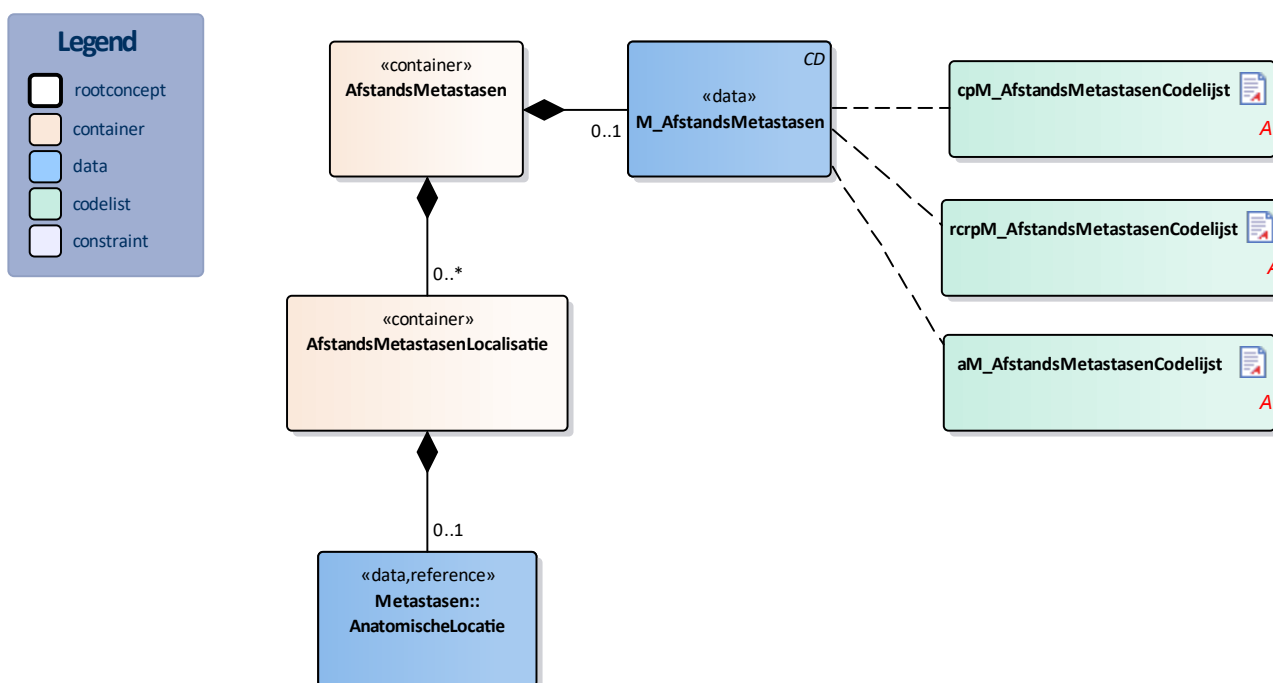 Legend
rootconcept
container
data
codelist
constraint
«container»
AfstandsMetastasen
0..1
CD
«data»
M_AfstandsMetastasen
cpM_AfstandsMetastasenCodelijst
A
rcrpM_AfstandsMetastasenCodelijst
A
aM_AfstandsMetastasenCodelijst
A
0..*
«container»
AfstandsMetastasenLocalisatie
0..1
«data,reference»
Metastasen::
AnatomischeLocatie